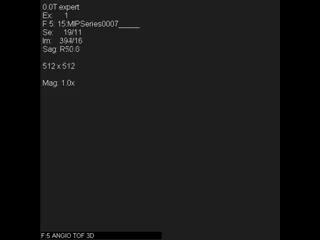 0.0T expert
Ex: 1
F 5: 15:MIPSeries0007_____
Se: 19/11
Im: 394/16
Sag: R50.0
512 x 512
Mag: 1.0x
F:5 ANGIO TOF 3D